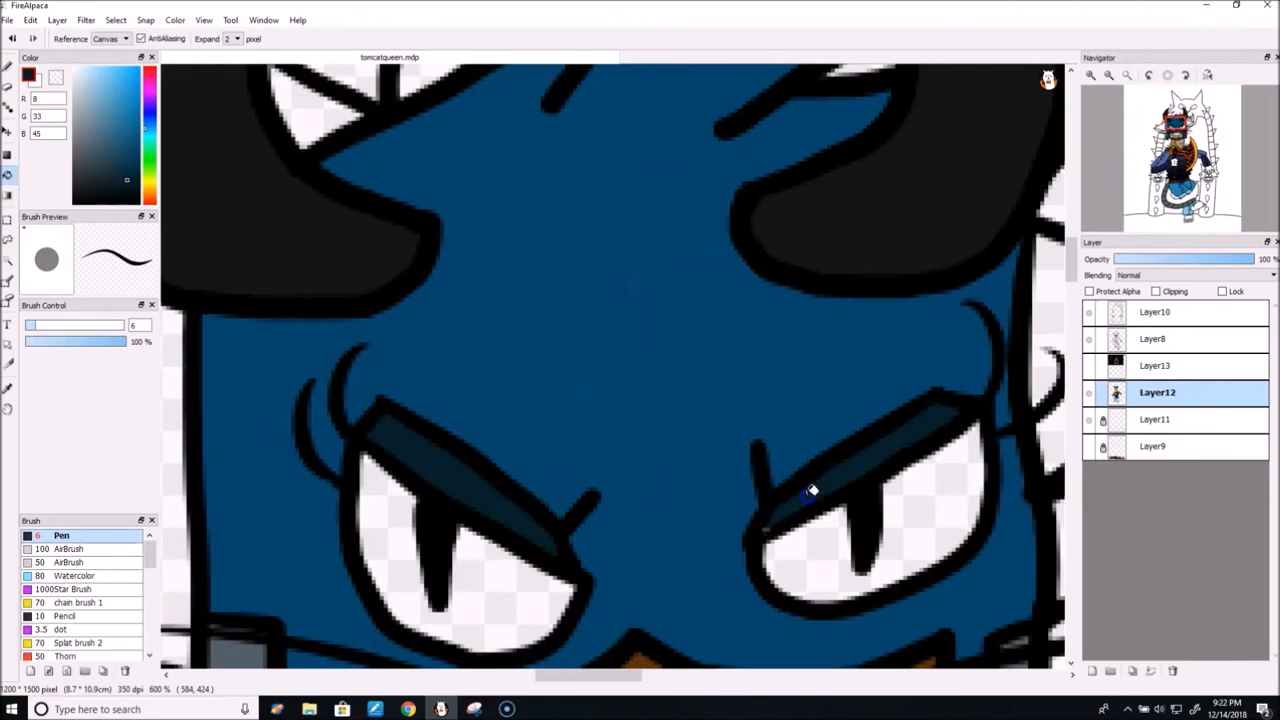 FireAlpaca
File Edit Layer Filter Select Snap Color View Tool Window Help
Reference Canvas AntiAliasing Expand 2 pixel
Color
tomcatqueen.mdp
Navigator
R 8
G 33
B 45
Brush Preview
Layer
Opacity 100 %
Blending Normal
Protect Alpha Clipping Lock
Brush Control
6
100 %
Layer10
Layer8
Layer13
Layer12
Layer11
Layer9
Brush
6 Pen
100 AirBrush
50 AirBrush
80 Watercolor
1000 Star Brush
70 chain brush 1
10 Pencil
3.5 dot
70 Splat brush 2
50 Thorn
1200 * 1500 pixel (8.7 * 10.9cm) 350 dpi 600 % ( 584, 424 )
Type here to search
9:22 PM
12/14/2018
2